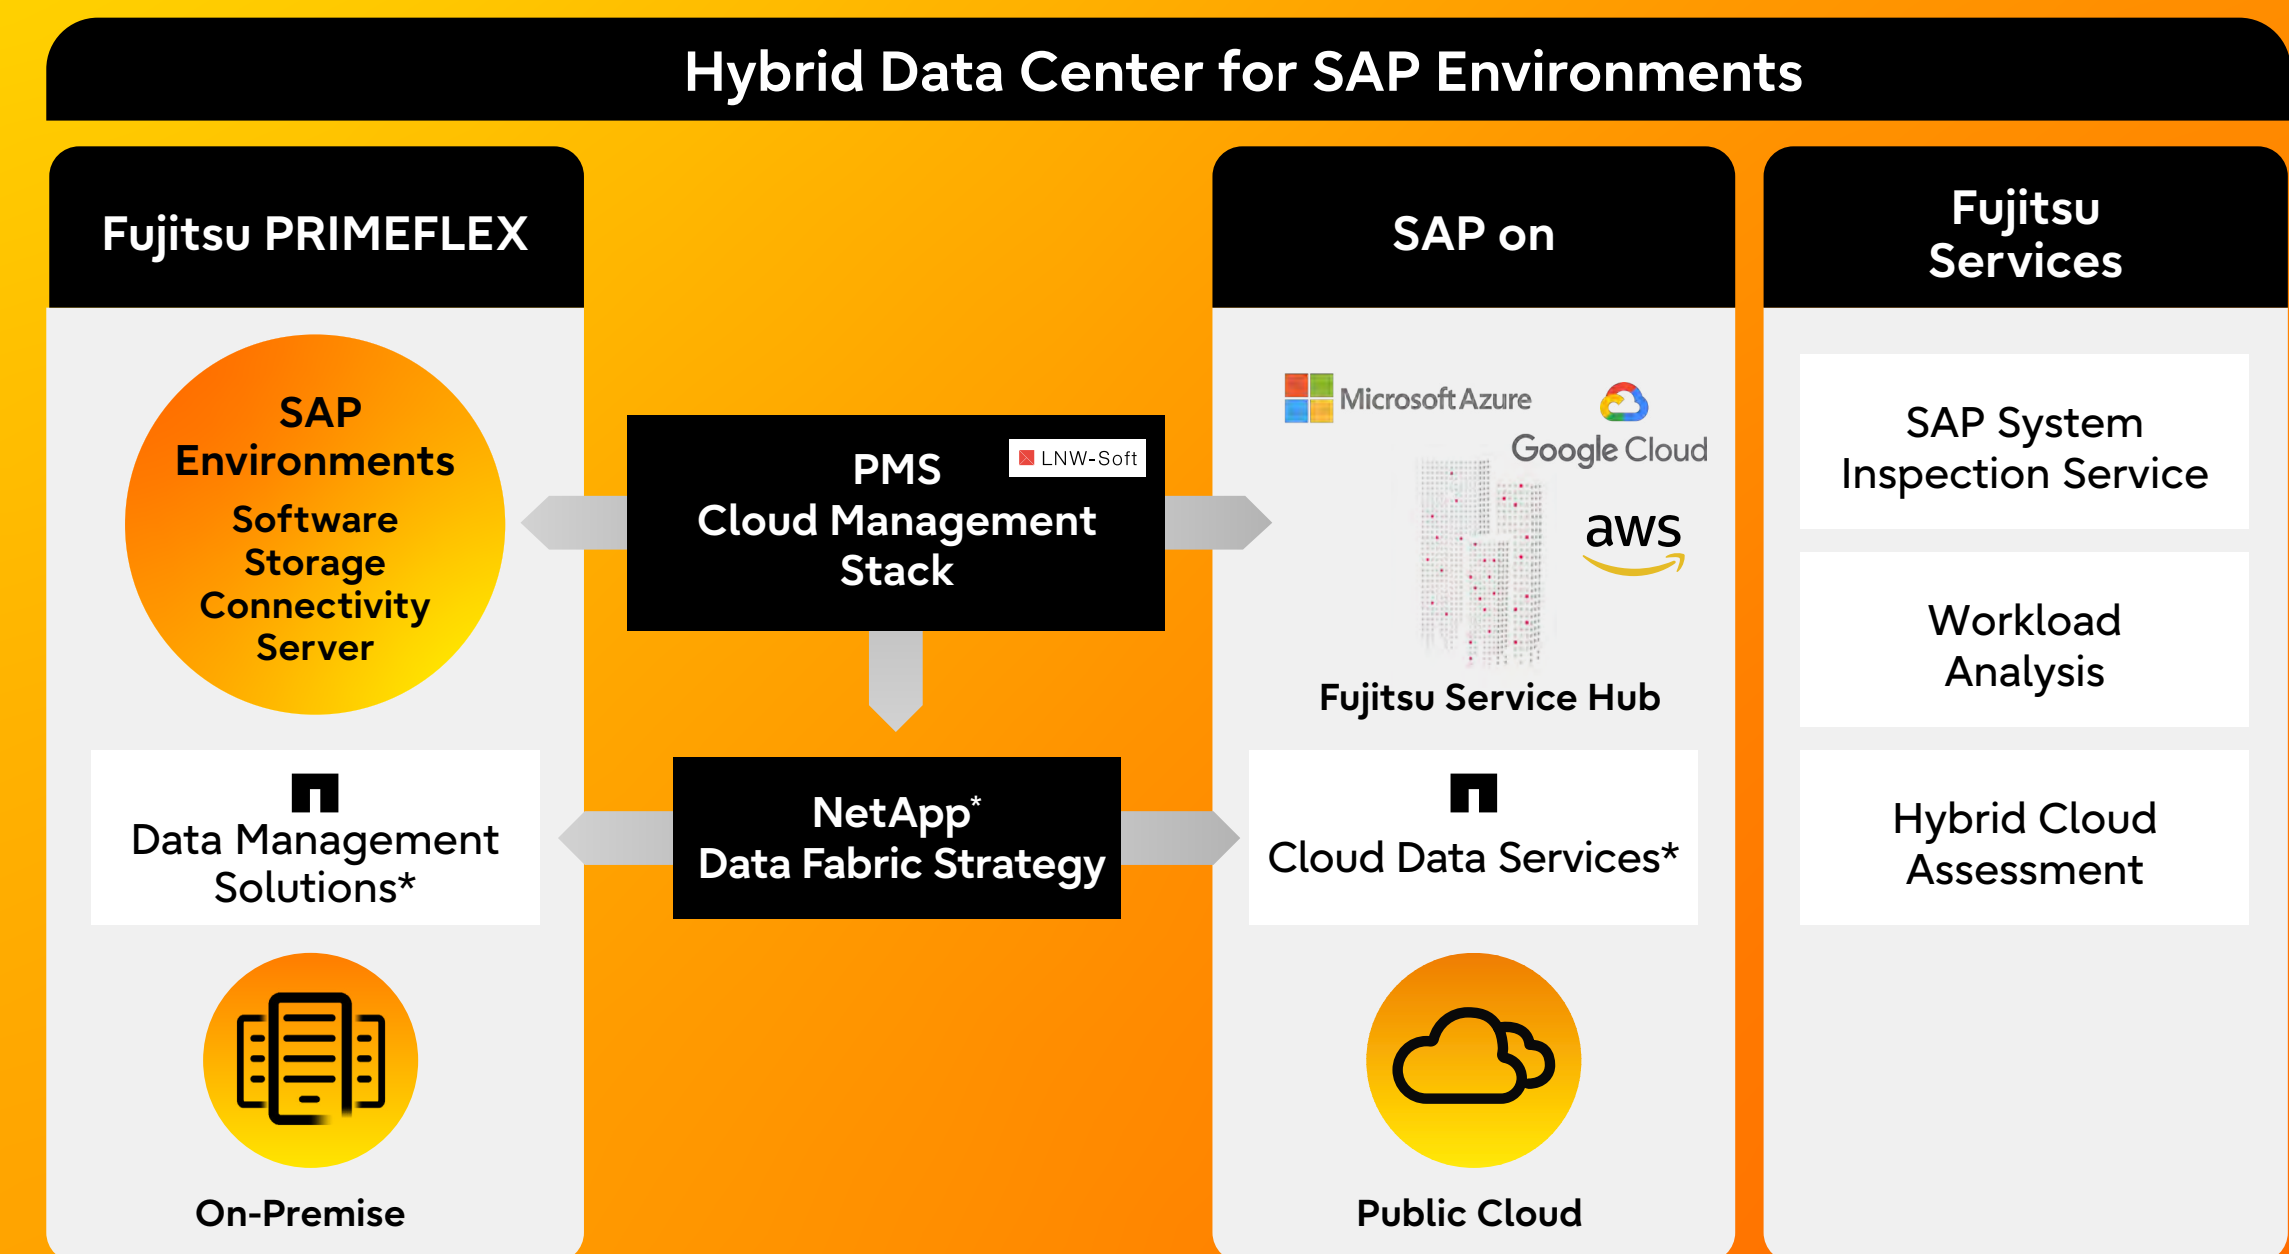 Hybrid Data Center for SAP Environments
Fujitsu PRIMEFLEX
SAP
Environments
Software
Storage
Connectivity
Server
Data Management
Solutions*
On-Premise
LNW-Soft
PMS
Cloud Management
Stack
NetApp*
Data Fabric Strategy
SAP on
Microsoft Azure
Google Cloud
aws
Fujitsu Service Hub
Cloud Data Services*
Public Cloud
Fujitsu
Services
SAP System
Inspection Service
Workload
Analysis
Hybrid Cloud
Assessment